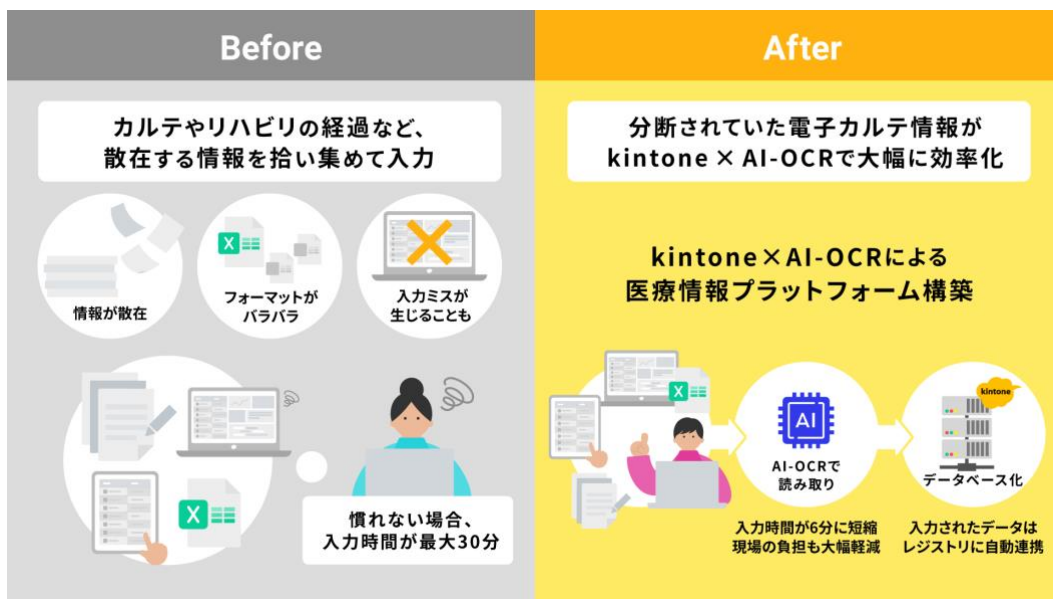 Before
カルテやリハビリの経過など、
散在する情報を拾い集めて入力
情報が散在
フォーマットが
バラバラ
入力ミスが
生じることも
慣れない場合、
入力時間が最大30分
After
分断されていた電子カルテ情報が
kintone×AI-OCRで大幅に効率化
kintone×AI-OCRによる
医療情報プラットフォーム構築
X
X
X
AI
AI-OCRで
読み取り
kintone
データベース化
入力時間が6分に短縮
現場の負担も大幅軽減
入力されたデータは
レジストリに自動連携